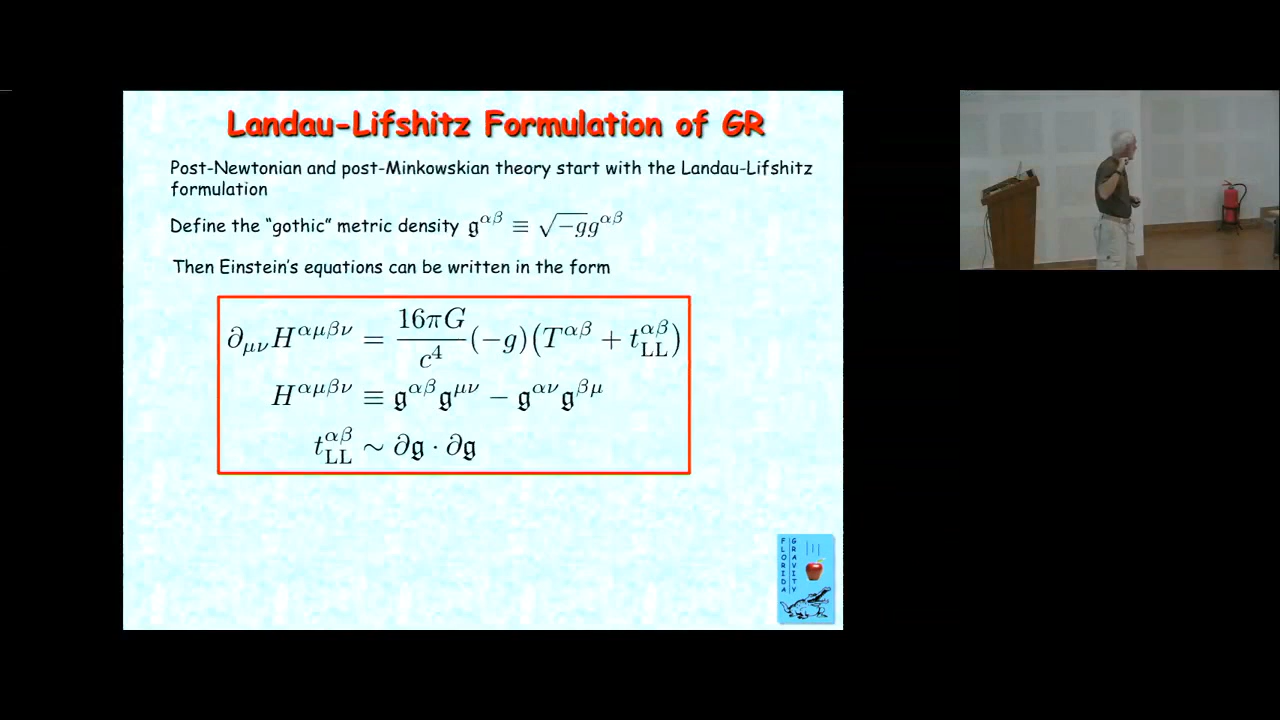 Landau-Lifshitz Formulation of GR
Post-Newtonian and post-Minkowskian theory start with the Landau-Lifshitz
formulation
Define the “gothic” metric density 𝔤^{αβ} ≡ √−g g^{αβ}
Then Einstein's equations can be written in the form
∂_{μν} H^{αμβν} = 16πG/c^4 (−g)(T^{αβ} + t_{LL}^{αβ})
H^{αμβν} ≡ 𝔤^{αβ}𝔤^{μν} − 𝔤^{αν}𝔤^{βμ}
t_{LL}^{αβ} ∼ ∂𝔤 · ∂𝔤
FLORIDA
GRAVITY